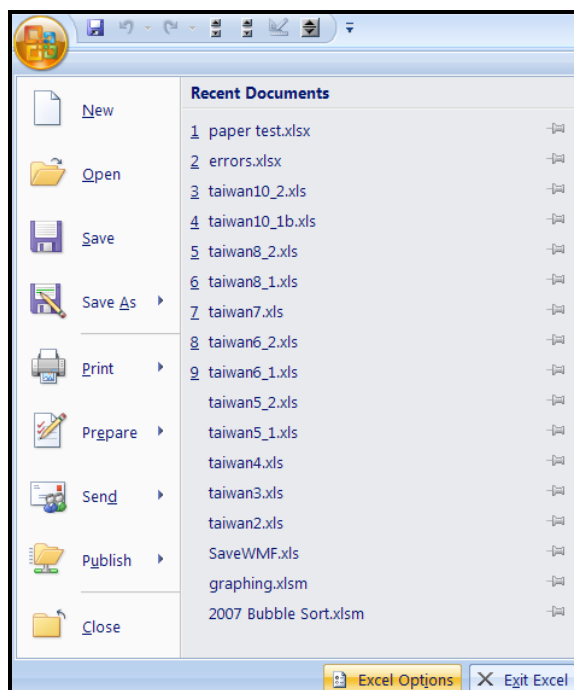 New
Open
Save
Save As
Print
Prepare
Send
Publish
Close
Recent Documents
1 paper test.xlsx
2 errors.xlsx
3 taiwan10_2.xls
4 taiwan10_1b.xls
5 taiwan8_2.xls
6 taiwan8_1.xls
7 taiwan7.xls
8 taiwan6_2.xls
9 taiwan6_1.xls
taiwan5_2.xls
taiwan5_1.xls
taiwan4.xls
taiwan3.xls
taiwan2.xls
SaveWMF.xls
graphing.xlsm
2007 Bubble Sort.xlsm
Excel Options
Exit Excel